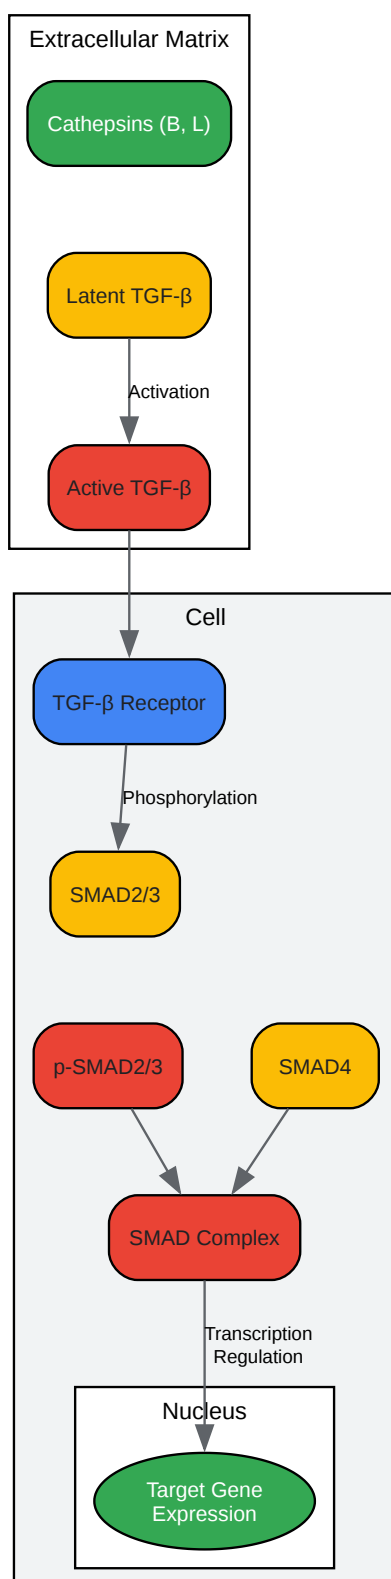 Extracellular Matrix
Cathepsins (B, L)
Latent TGF-β
Activation
Active TGF-β
Cell
TGF-β Receptor
Phosphorylation
SMAD2/3
p-SMAD2/3
SMAD4
SMAD Complex
Transcription
Regulation
Nucleus
Target Gene
Expression